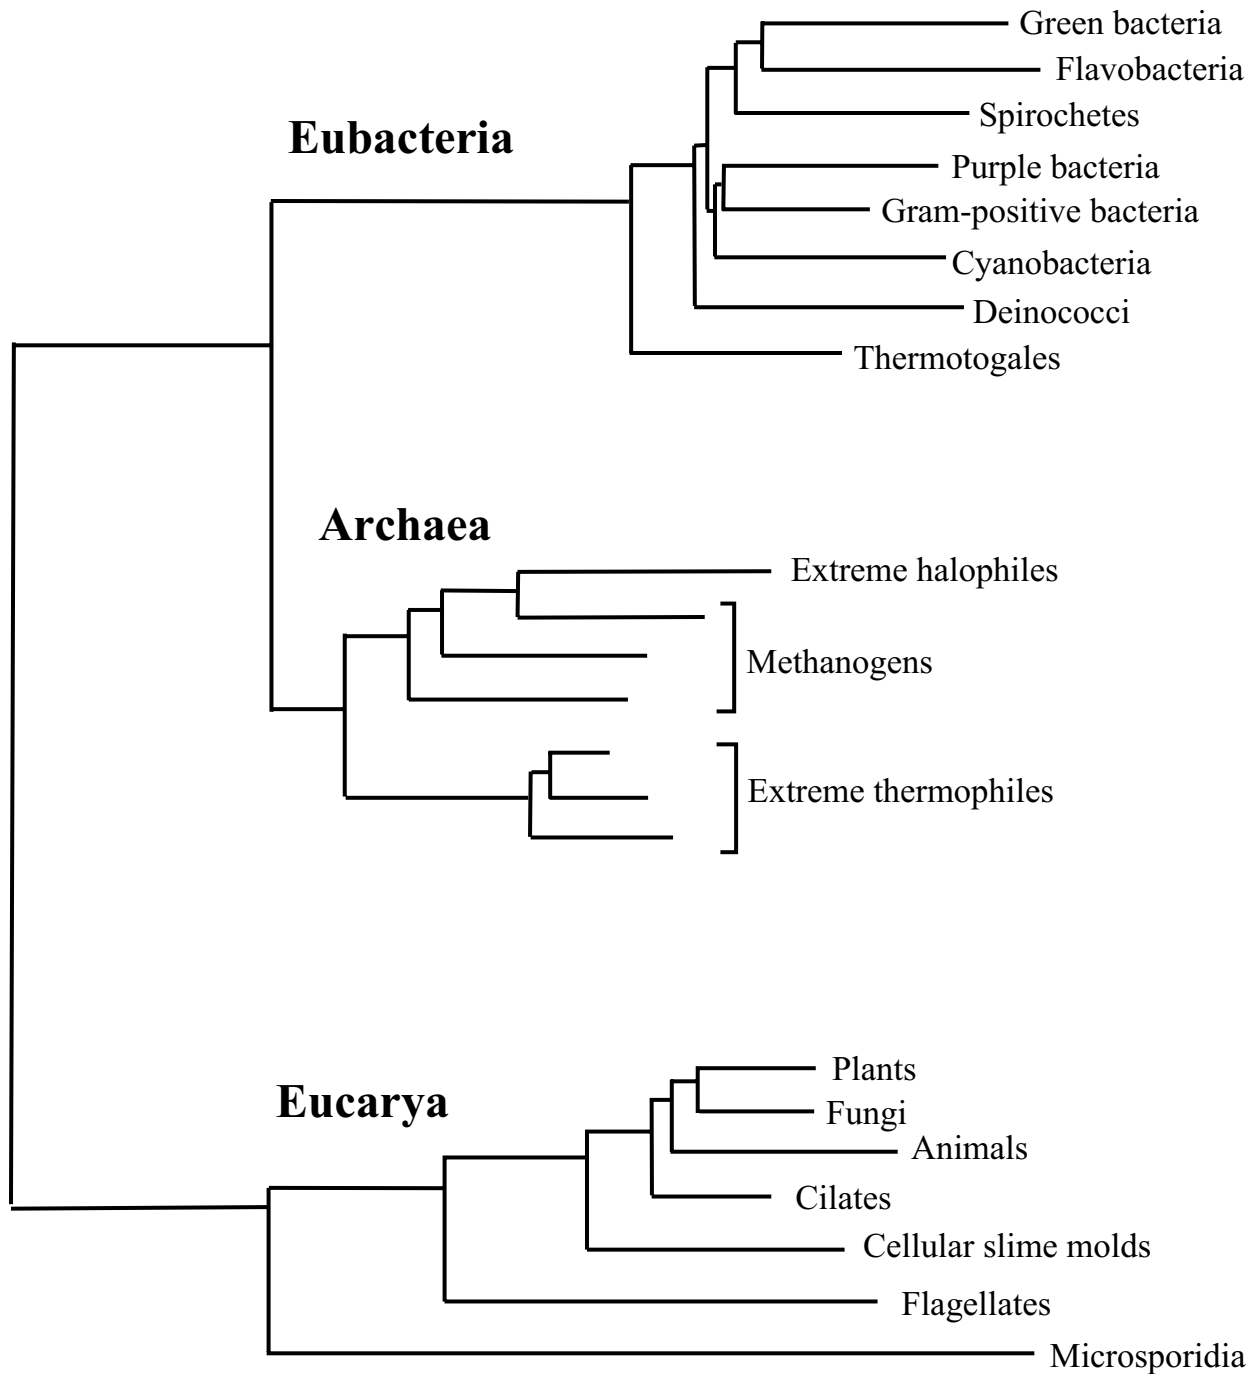 Green bacteria
Flavobacteria
Spirochetes
Eubacteria
Purple bacteria
Gram-positive bacteria
Cyanobacteria
Deinococci
Thermotogales
Archaea
Extreme halophiles
Methanogens
Extreme thermophiles
Plants
Eucarya
Fungi
Animals
Cilates
Cellular slime molds
Flagellates
Microsporidia